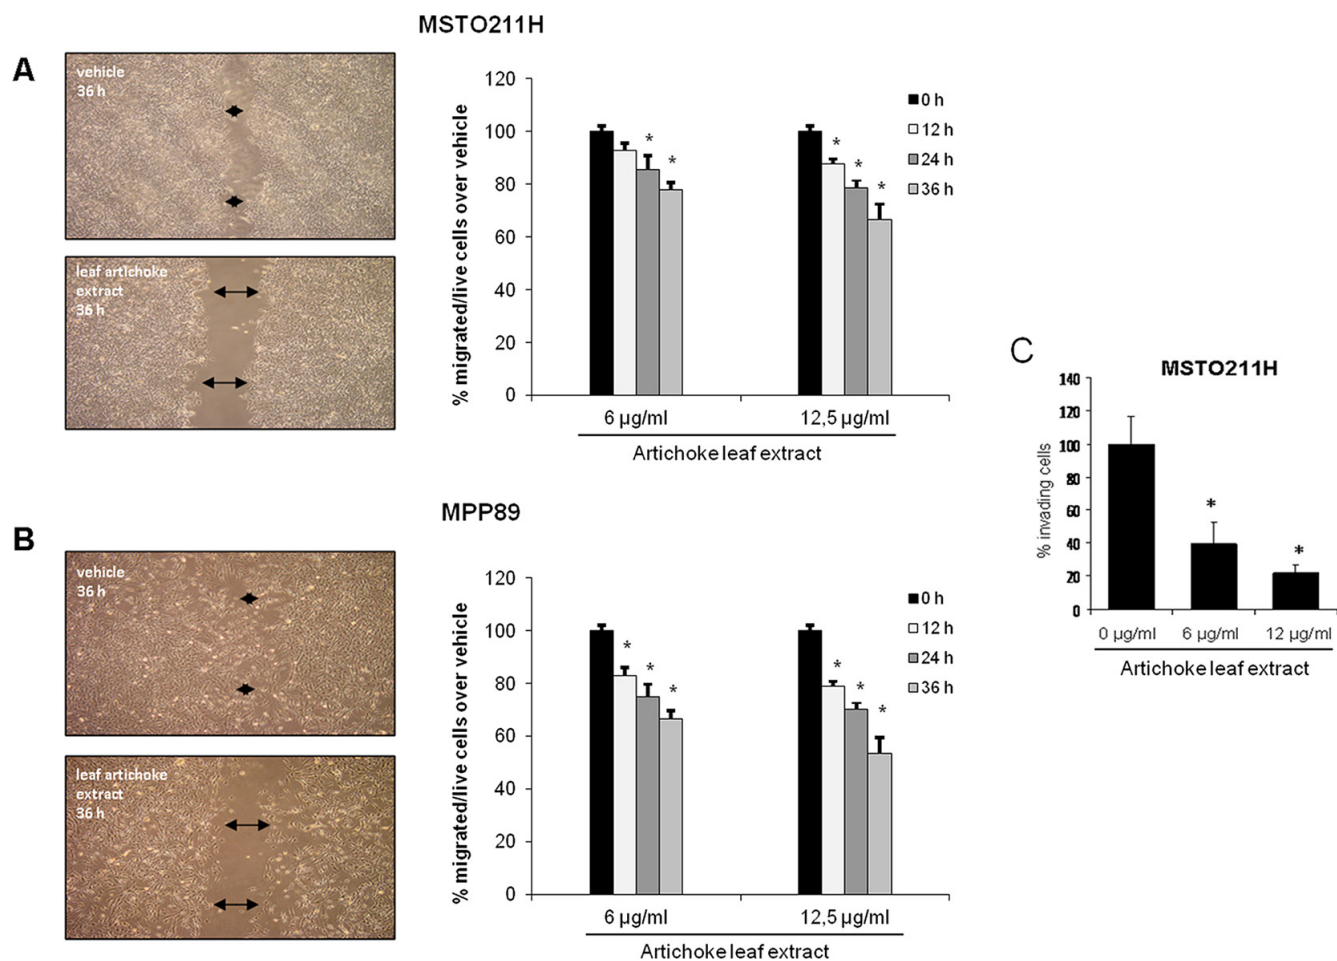 MSTO211H
A
vehicle
36 h
leaf artichoke
extract
36 h
% migrated/live cells over vehicle
120
100
80
60
40
20
0
* * * * *
0 h
12 h
24 h
36 h
6 µg/ml 12,5 µg/ml
Artichoke leaf extract
MPP89
B
vehicle
36 h
leaf artichoke
extract
36 h
% migrated/live cells over vehicle
120
100
80
60
40
20
0
* * * * * *
0 h
12 h
24 h
36 h
6 µg/ml 12,5 µg/ml
Artichoke leaf extract
C
MSTO211H
% invading cells
140
120
100
80
60
40
20
0
* *
0 µg/ml 6 µg/ml 12 µg/ml
Artichoke leaf extract